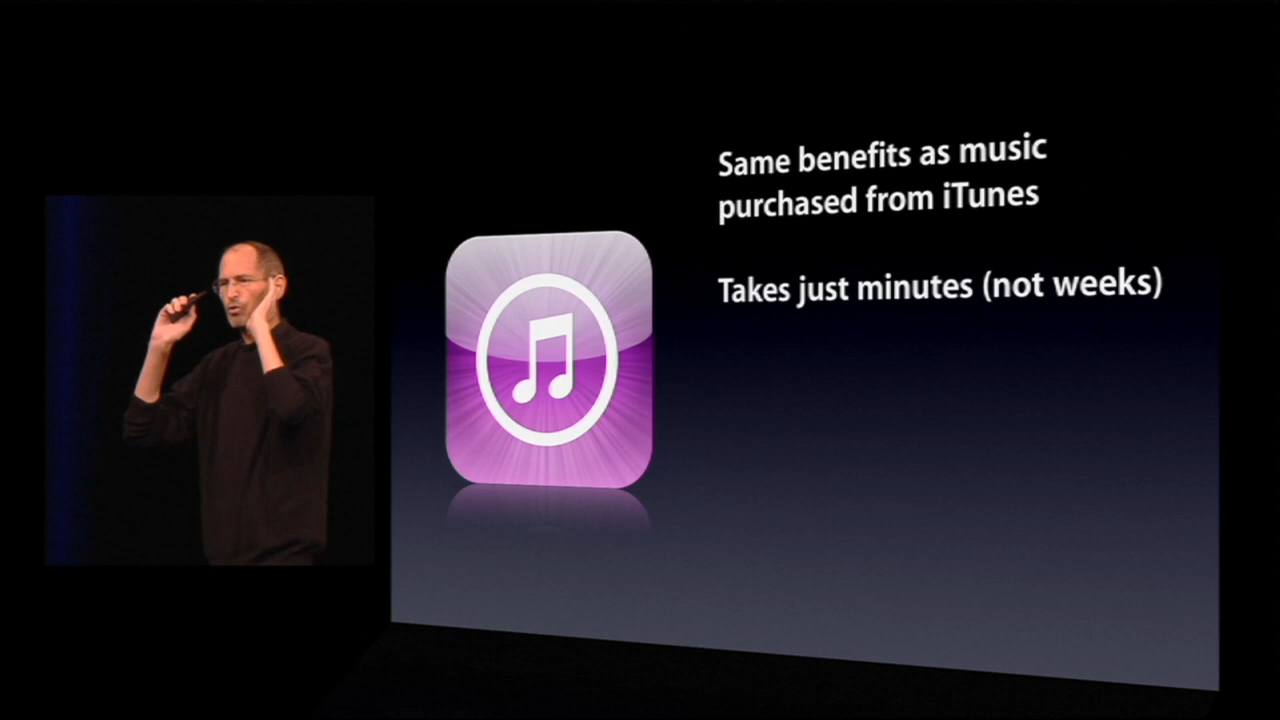 Same benefits as music
purchased from iTunes
Takes just minutes (not weeks)